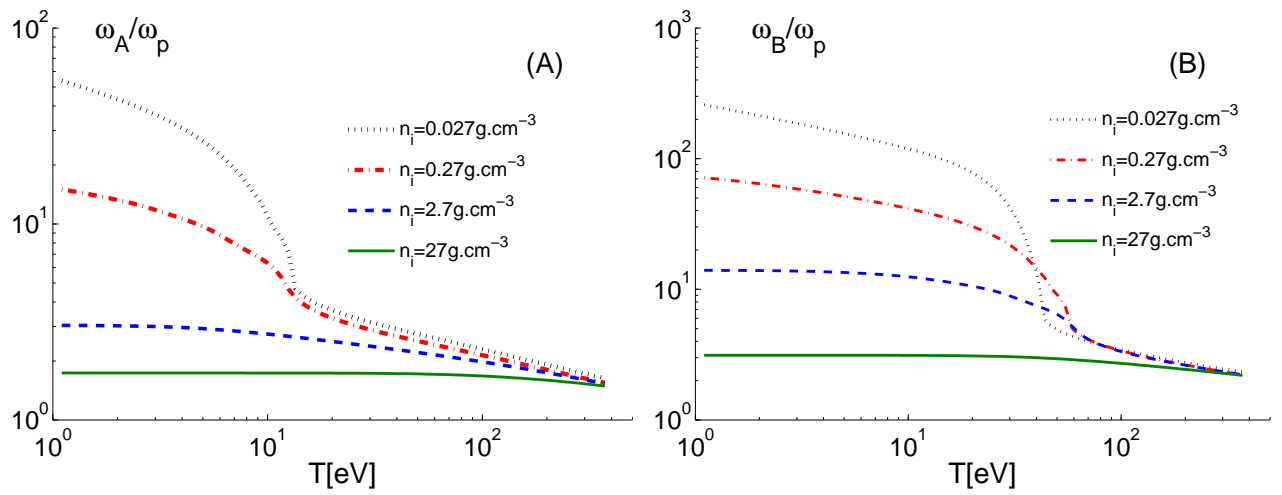 ω_A/ω_p
(A)
n_i=0.027g.cm^−3
n_i=0.27g.cm^−3
n_i=2.7g.cm^−3
n_i=27g.cm^−3
10^2
10^1
10^0
10^0 10^1 10^2
T[eV]
ω_B/ω_p
(B)
n_i=0.027g.cm^−3
n_i=0.27g.cm^−3
n_i=2.7g.cm^−3
n_i=27g.cm^−3
10^3
10^2
10^1
10^0
10^0 10^1 10^2
T[eV]